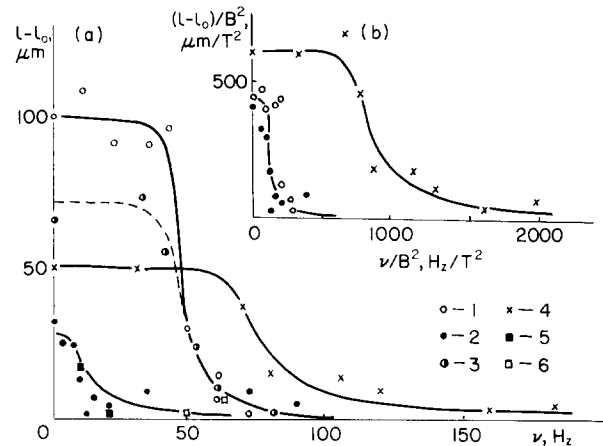 l-l₀, μm
(a)
(l-l₀)/B², μm/T²
(b)
100
50
0
50
100
150
ν, Hz
500
0
1000
2000
ν/B², Hz/T²
○ — 1
● — 2
◑ — 3
× — 4
■ — 5
□ — 6